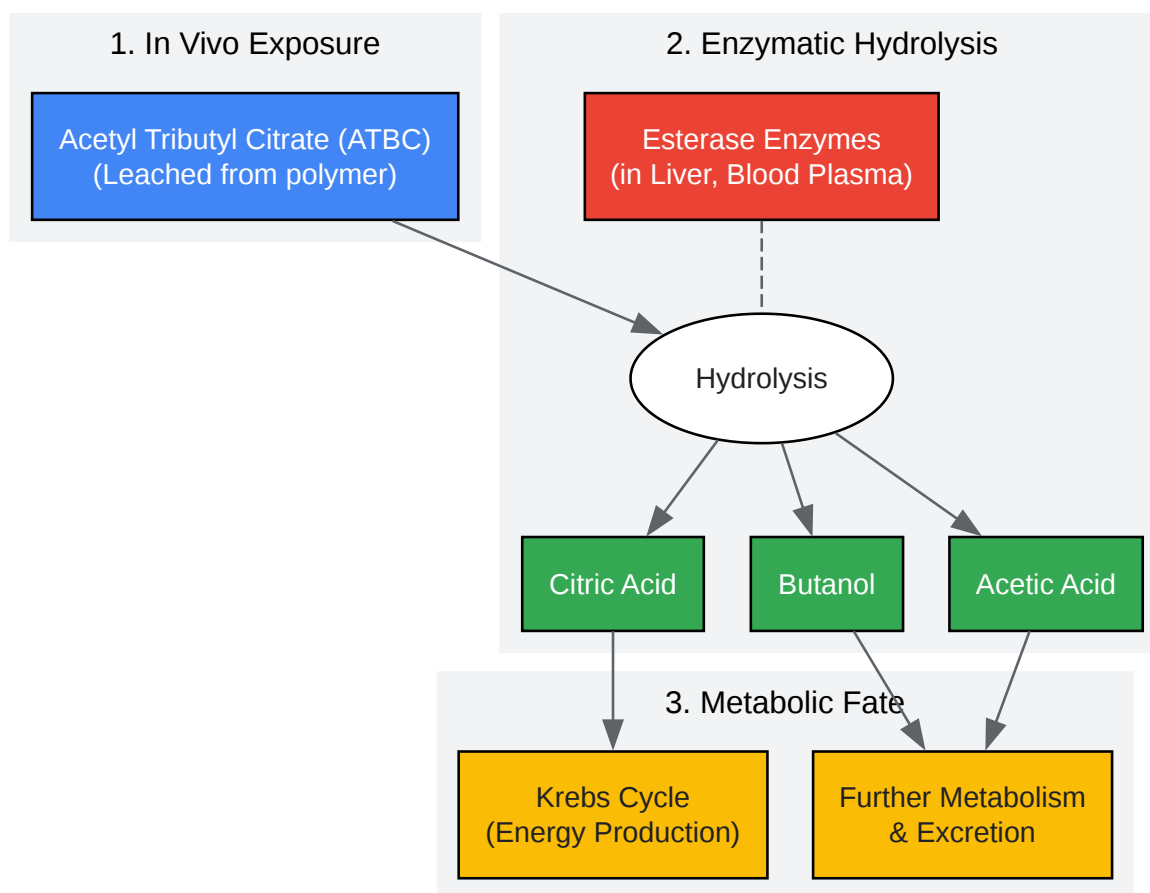 1. In Vivo Exposure
Acetyl Tributyl Citrate (ATBC)
(Leached from polymer)
2. Enzymatic Hydrolysis
Esterase Enzymes
(in Liver, Blood Plasma)
Hydrolysis
Citric Acid
Butanol
Acetic Acid
3. Metabolic Fate
Krebs Cycle
(Energy Production)
Further Metabolism
& Excretion